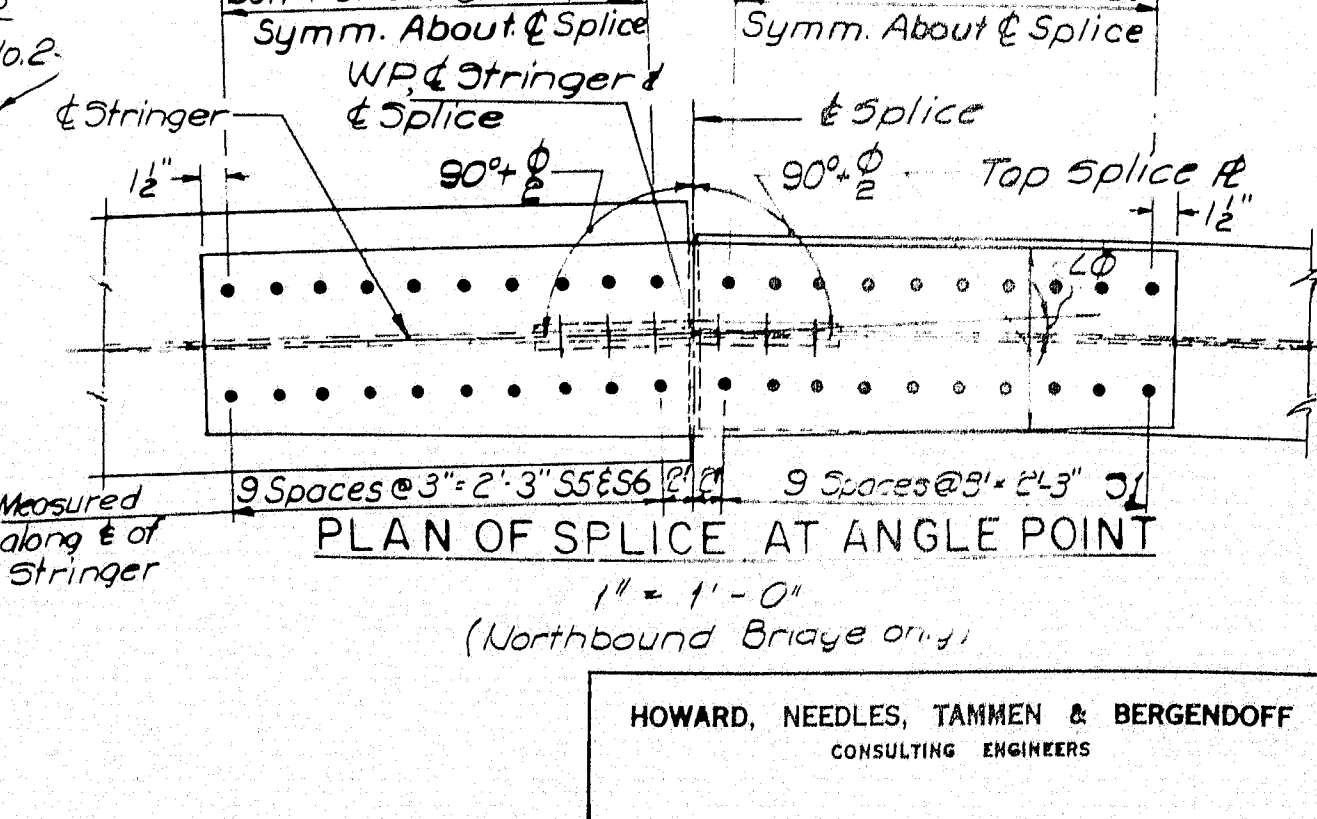 No.2
Symm. About ℄ Splice
Symm. About ℄ Splice
WP, ℄ Stringer &
℄ Splice
℄ Stringer
℄ Splice
1½"
90°+ φ/2
90°+ φ/2
Top Splice ℙ
1½"
∠φ
9 Spaces @ 3" = 2'-3" S5 & S6
2"
2"
9 Spaces @ 3" = 2'-3"
Measured
along ℄ of
Stringer
PLAN OF SPLICE AT ANGLE POINT
1" = 1'-0"
(Northbound Bridge only)
HOWARD, NEEDLES, TAMMEN & BERGENDOFF
CONSULTING ENGINEERS